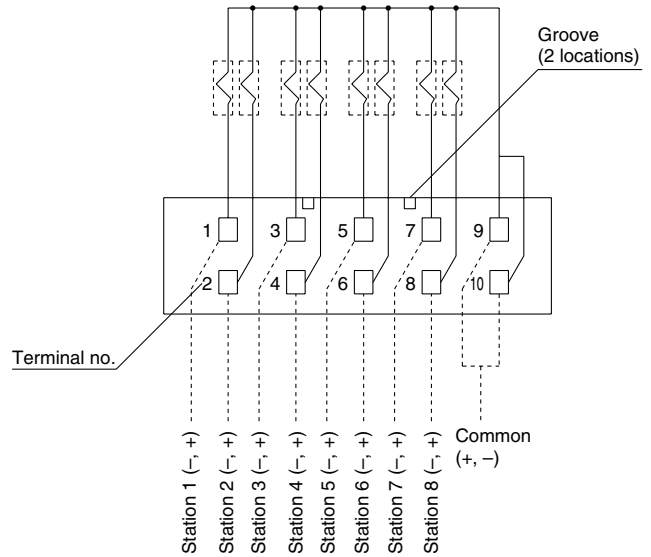 Groove
(2 locations)
1
3
5
7
9
2
4
6
8
10
Terminal no.
Station 1 (–, +)
Station 2 (–, +)
Station 3 (–, +)
Station 4 (–, +)
Station 5 (–, +)
Station 6 (–, +)
Station 7 (–, +)
Station 8 (–, +)
Common
(+, –)